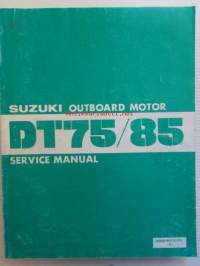 SUZUKI OUTBOARD MOTOR
DT75/85
SERVICE MANUAL